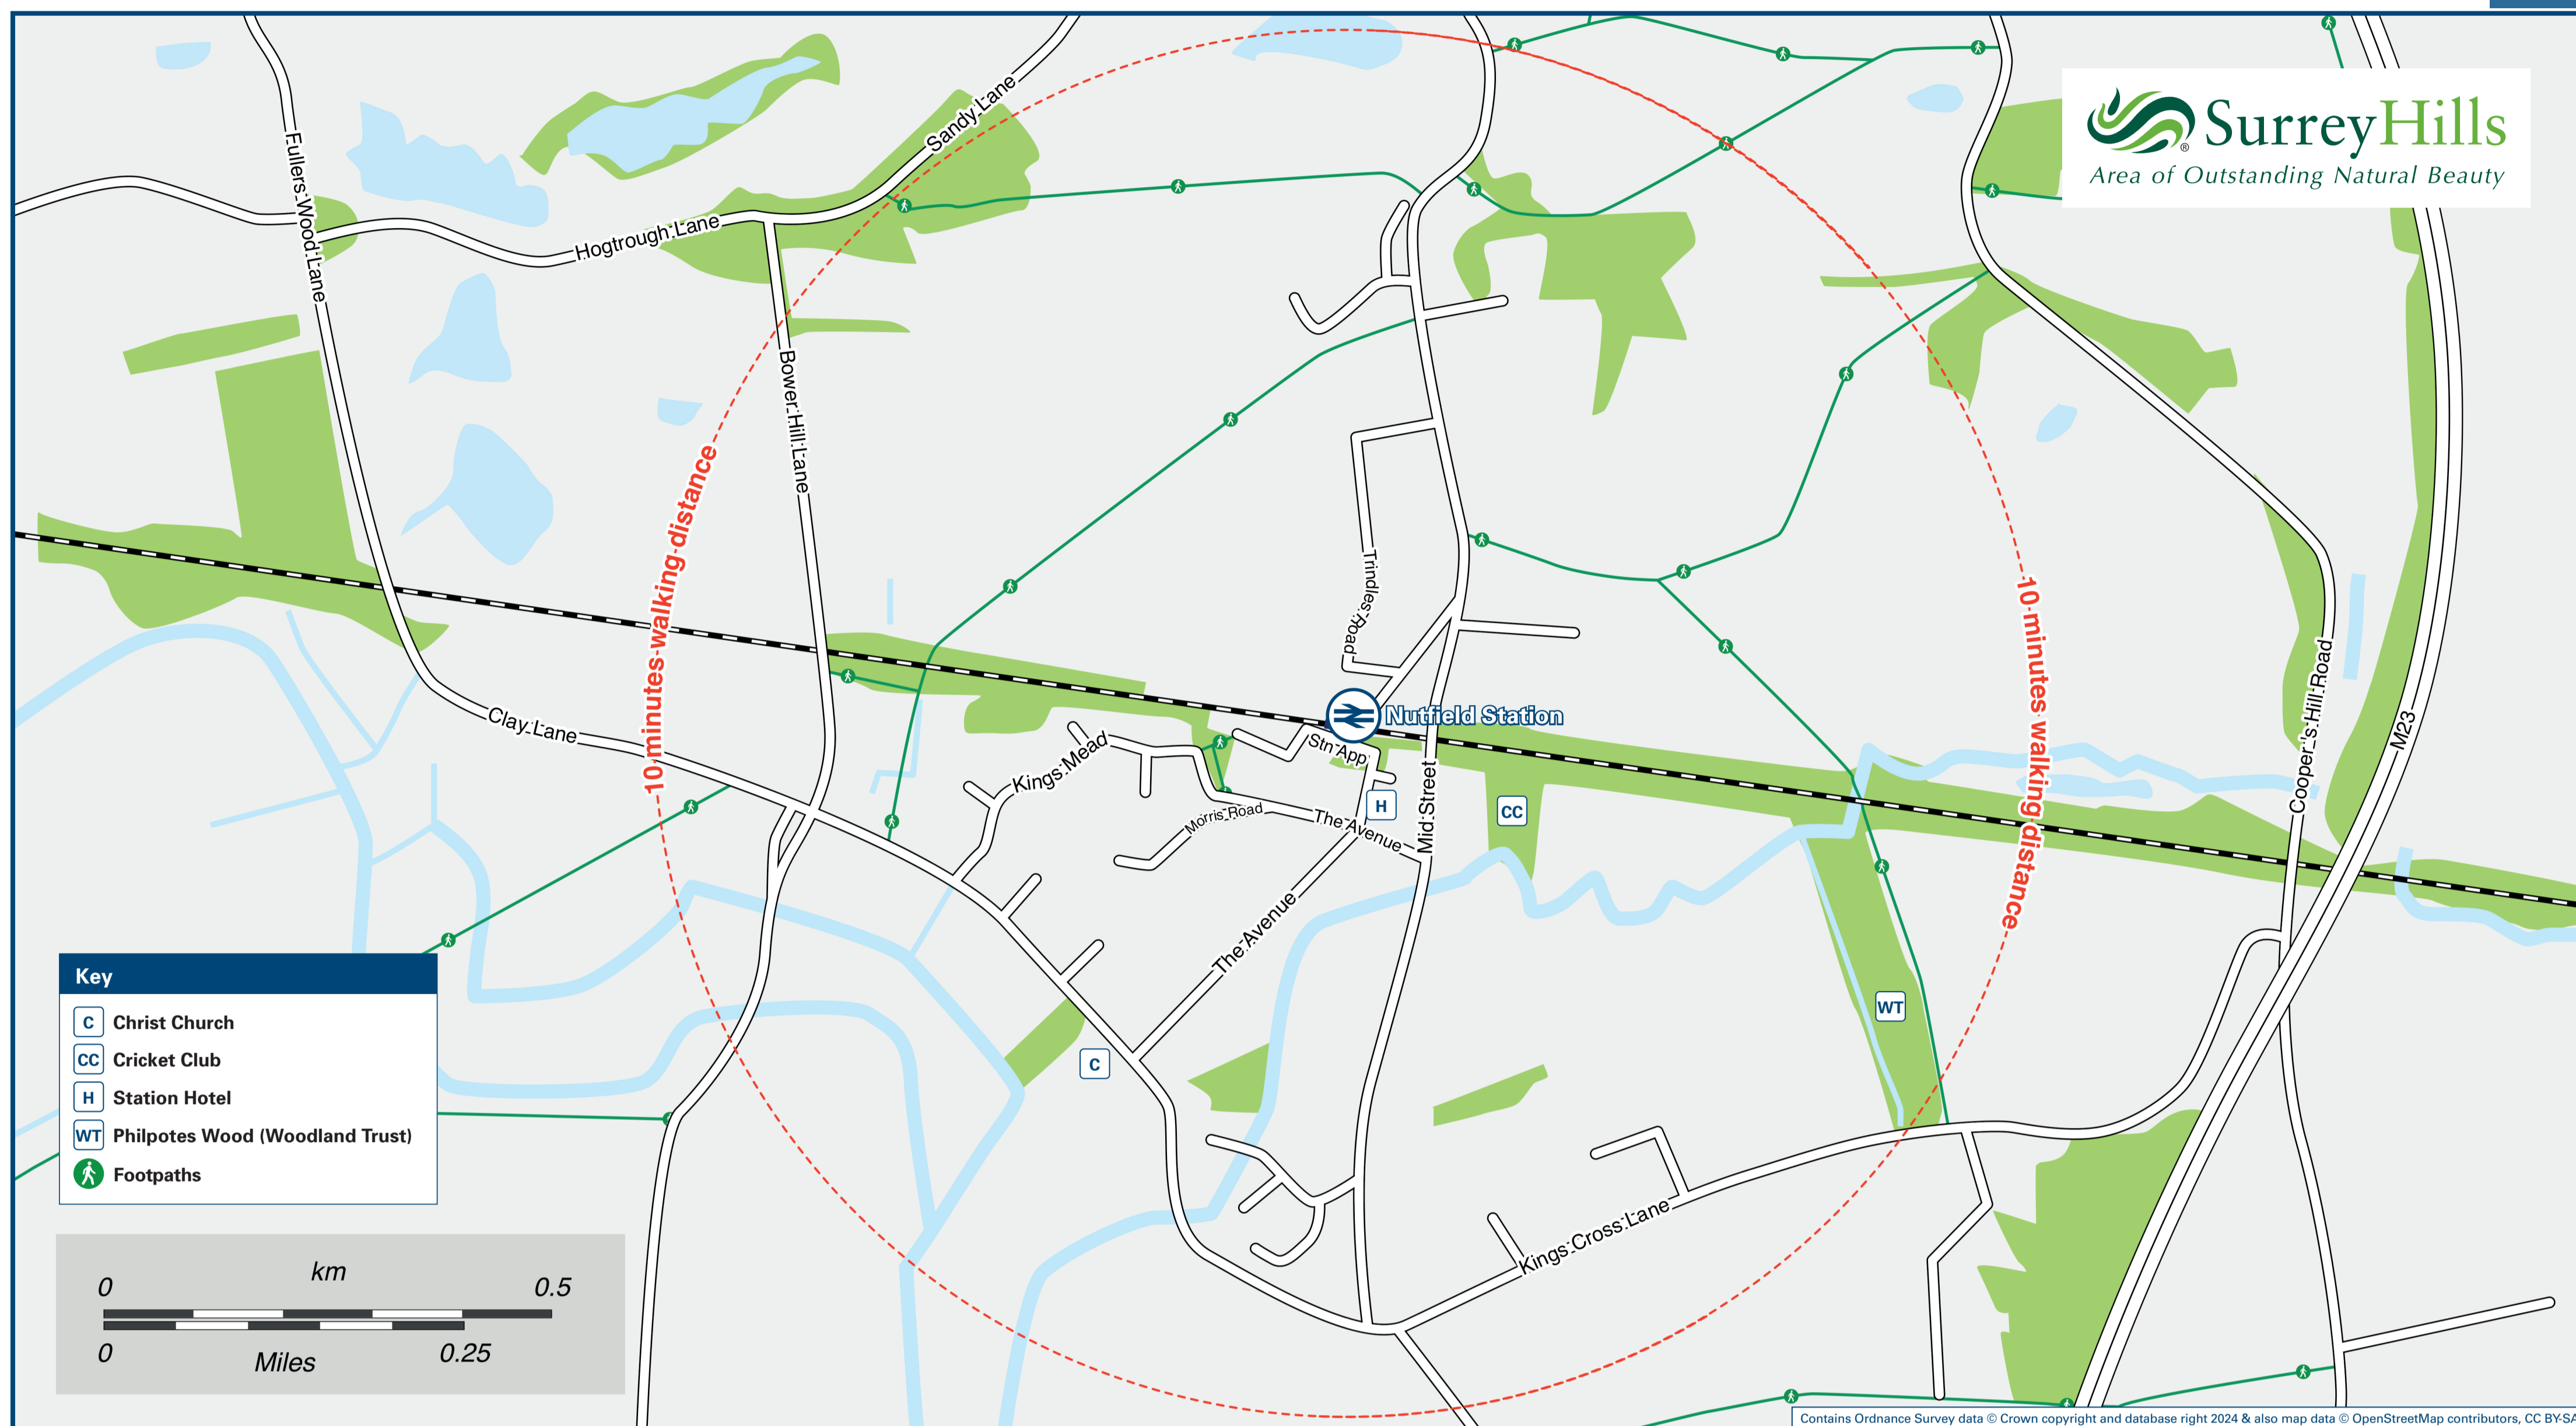 SurreyHills
®
Area of Outstanding Natural Beauty
Sandy Lane
Fullers Wood Lane
Hogtrough Lane
Bower Hill Lane
10 minutes walking distance
Trindles Road
10 minutes walking distance
Nutfield Station
Clay Lane
Kings Mead
Stn App
Mid Street
Cooper's Hill Road
M23
H
CC
Morris Road
The Avenue
The Avenue
WT
C
Kings Cross Lane
Key
C Christ Church
CC Cricket Club
H Station Hotel
WT Philpotes Wood (Woodland Trust)
Footpaths
km
0 0.5
0 0.25
Miles
Contains Ordnance Survey data © Crown copyright and database right 2024 & also map data © OpenStreetMap contributors, CC BY-SA